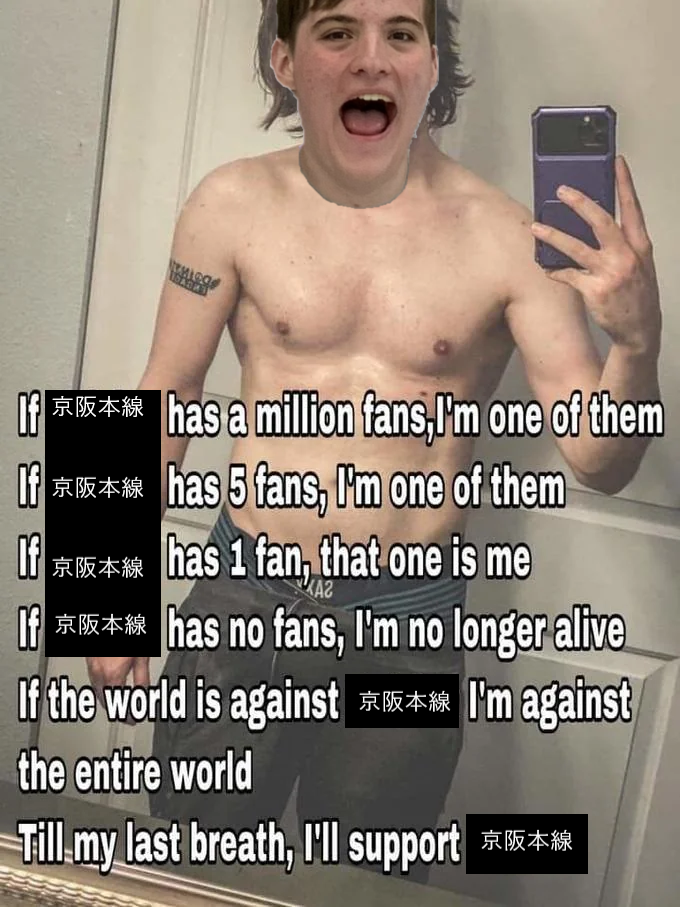 If 京阪本線 has a million fans,I'm one of them
If 京阪本線 has 5 fans, I'm one of them
If 京阪本線 has 1 fan, that one is me
If 京阪本線 has no fans, I'm no longer alive
If the world is against 京阪本線 I'm against
the entire world
Till my last breath, I'll support 京阪本線